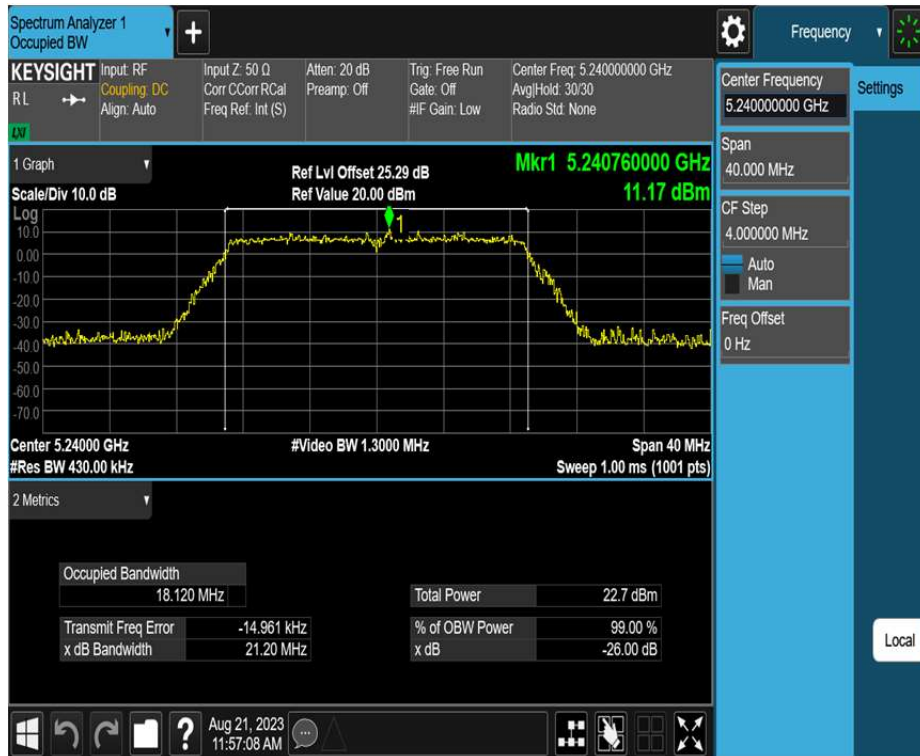 Spectrum Analyzer 1
Occupied BW
+
Frequency
KEYSIGHT
R L
LXI
Input: RF
Coupling: DC
Align: Auto
Input Z: 50 Ω
Corr CCorr RCal
Freq Ref: Int (S)
Atten: 20 dB
Preamp: Off
Trig: Free Run
Gate: Off
#IF Gain: Low
Center Freq: 5.240000000 GHz
Avg|Hold: 30/30
Radio Std: None
Center Frequency
5.240000000 GHz
Settings
Span
40.000 MHz
CF Step
4.000000 MHz
Auto
Man
Freq Offset
0 Hz
1 Graph
Scale/Div 10.0 dB
Ref Lvl Offset 25.29 dB
Ref Value 20.00 dBm
Mkr1 5.240760000 GHz
11.17 dBm
Log
10.0
0.00
-10.0
-20.0
-30.0
-40.0
-50.0
-60.0
-70.0
1
Center 5.24000 GHz
#Video BW 1.3000 MHz
Span 40 MHz
#Res BW 430.00 kHz
Sweep 1.00 ms (1001 pts)
2 Metrics
Occupied Bandwidth
18.120 MHz
Total Power 22.7 dBm
Transmit Freq Error -14.961 kHz
% of OBW Power 99.00 %
x dB Bandwidth 21.20 MHz
x dB -26.00 dB
Local
?
Aug 21, 2023
11:57:08 AM